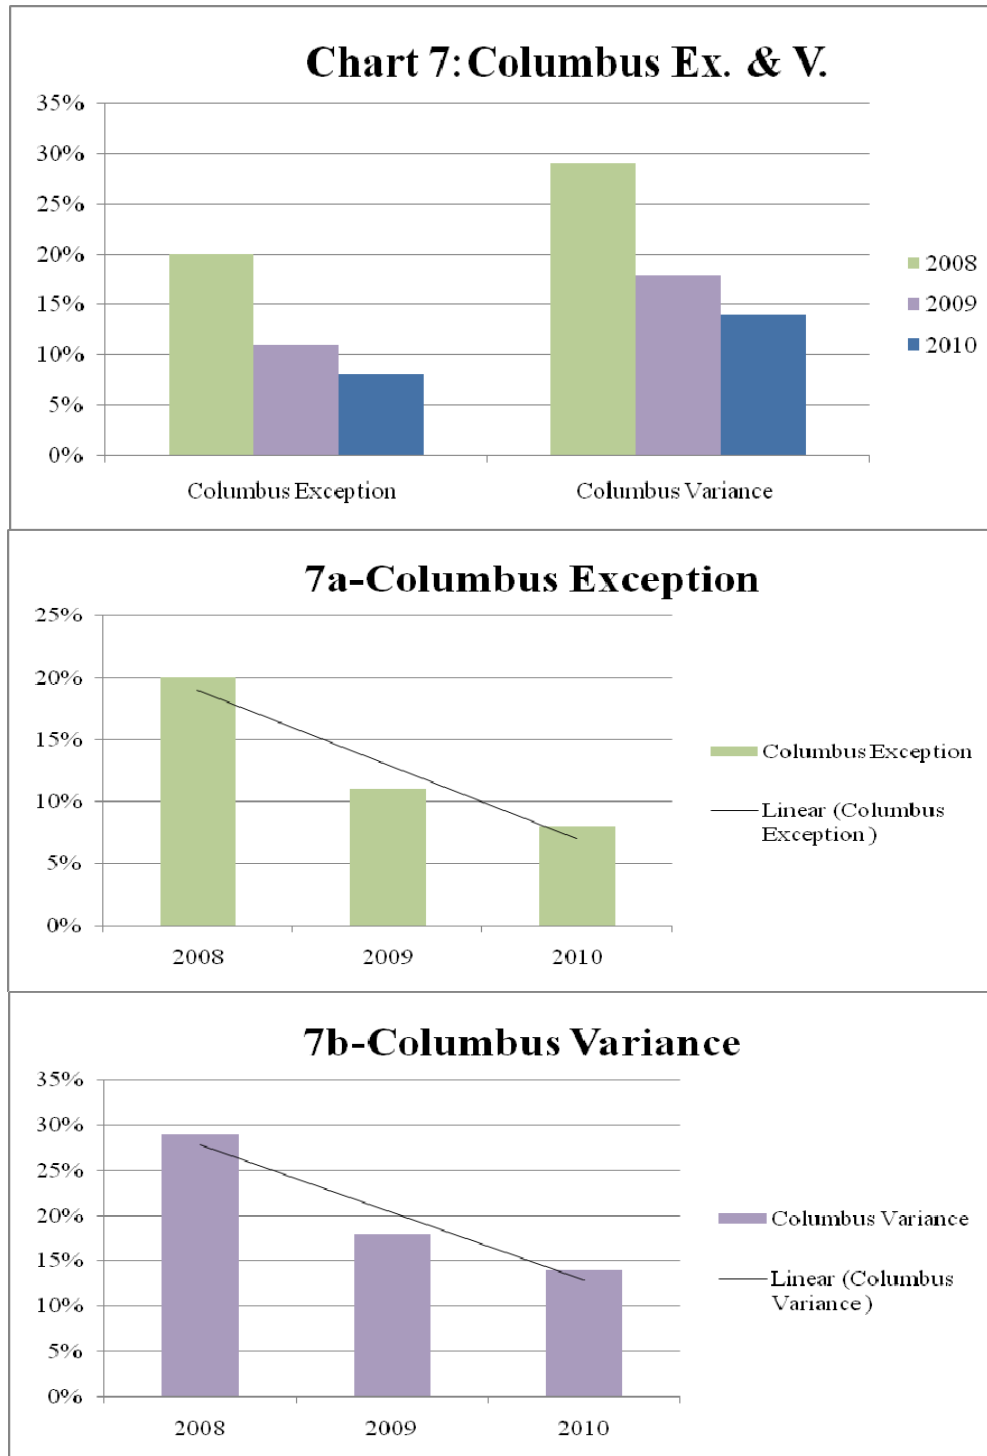 Chart 7: Columbus Ex. & V.
35%
30%
25%
20%
15%
10%
5%
0%
Columbus Exception
Columbus Variance
2008
2009
2010
7a-Columbus Exception
25%
20%
15%
10%
5%
0%
2008
2009
2010
Columbus Exception
Linear (Columbus
Exception )
7b-Columbus Variance
35%
30%
25%
20%
15%
10%
5%
0%
2008
2009
2010
Columbus Variance
Linear (Columbus
Variance )